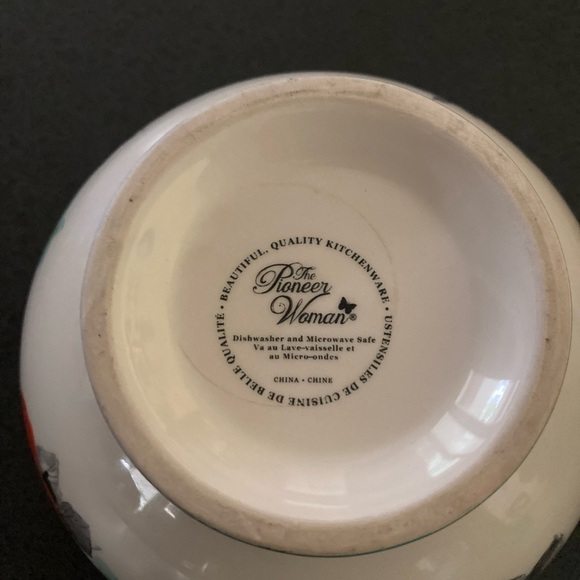 • BEAUTIFUL, QUALITY KITCHENWARE • USTENSILES DE CUISINE DE BELLE QUALITÉ
The
Pioneer
Woman®
Dishwasher and Microwave Safe
Va au Lave-vaisselle et
au Micro-ondes
CHINA • CHINE